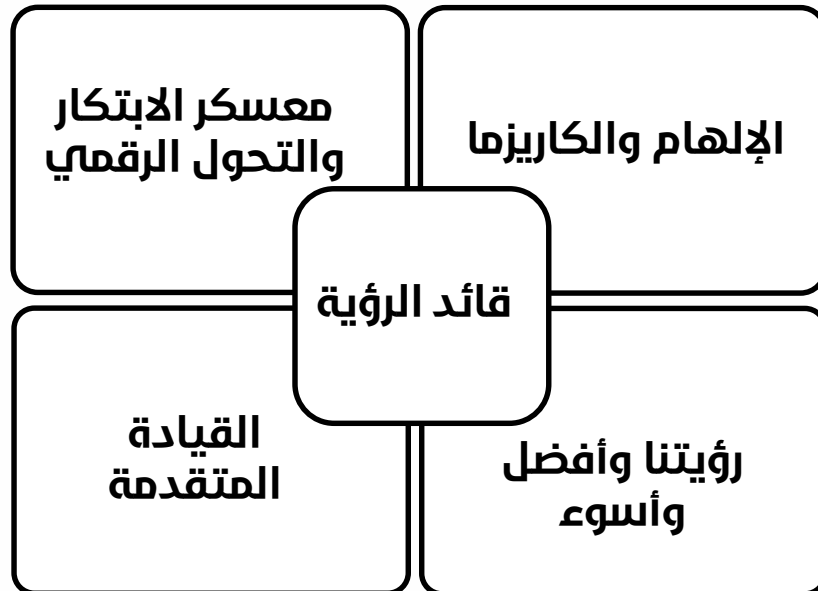 الإلهام والكاريزما
معسكر الابتكار
والتحول الرقمي
قائد الرؤية
رؤيتنا وأفضل
وأسوء
القيادة
المتقدمة